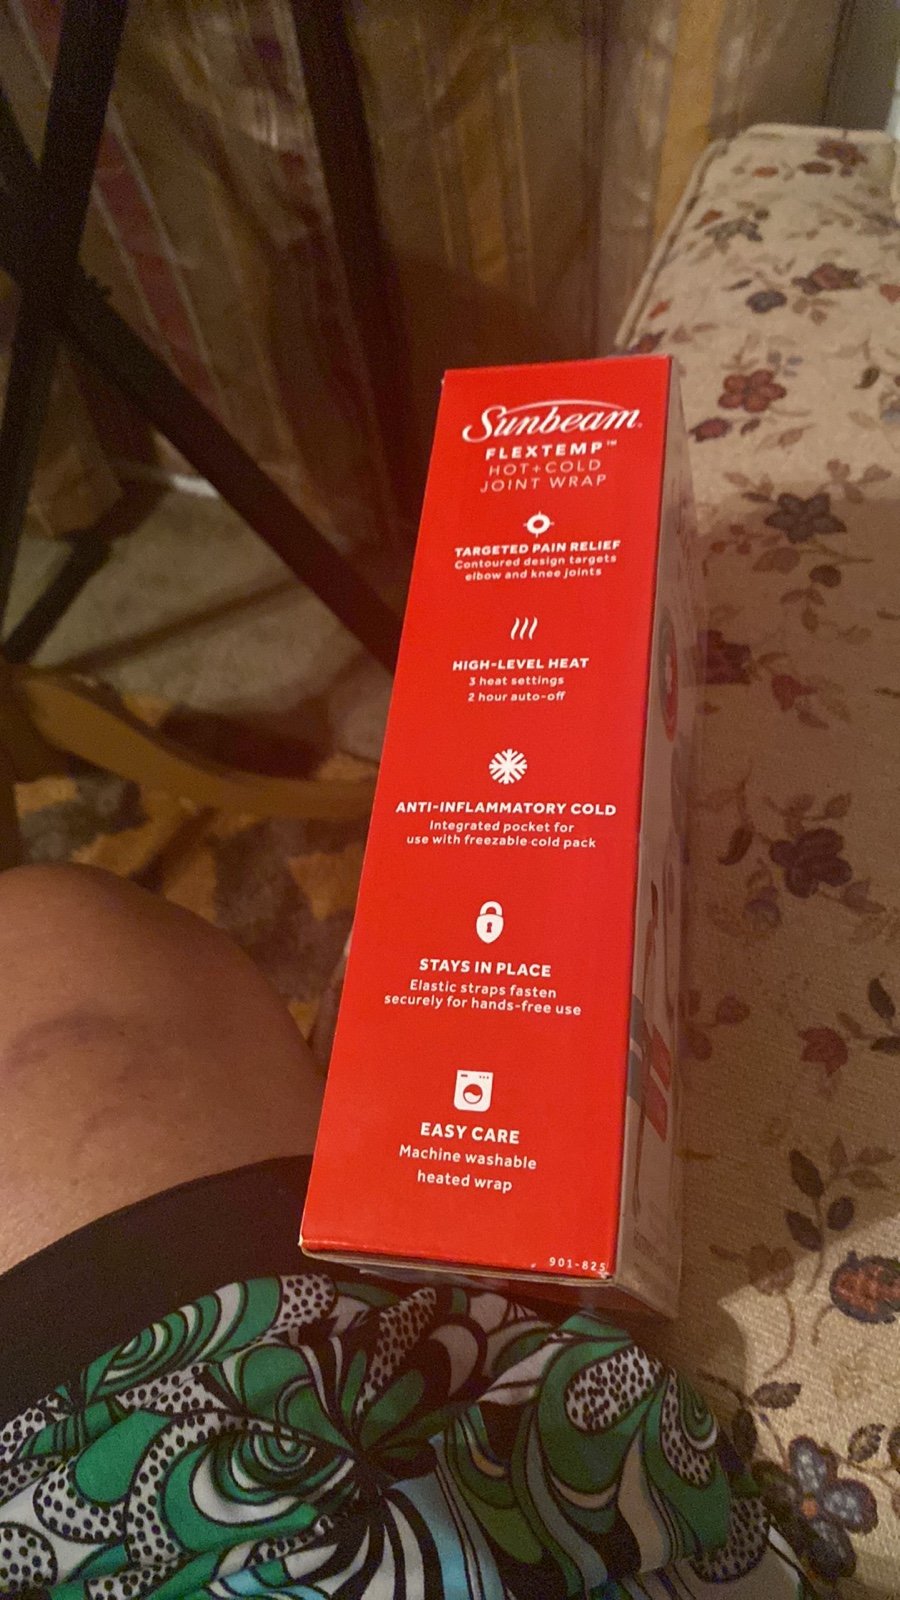 Sunbeam®
FLEXTEMP™
HOT+COLD
JOINT WRAP
TARGETED PAIN RELIEF
Contoured design targets
elbow and knee joints
HIGH-LEVEL HEAT
3 heat settings
2 hour auto-off
ANTI-INFLAMMATORY COLD
Integrated pocket for
use with freezable cold pack
STAYS IN PLACE
Elastic straps fasten
securely for hands-free use
EASY CARE
Machine washable
heated wrap
901-825